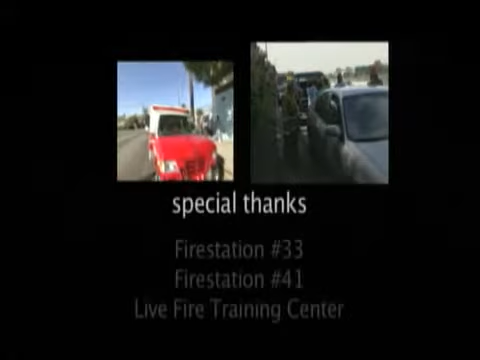 special thanks
Firestation #33
Firestation #41
Live Fire Training Center